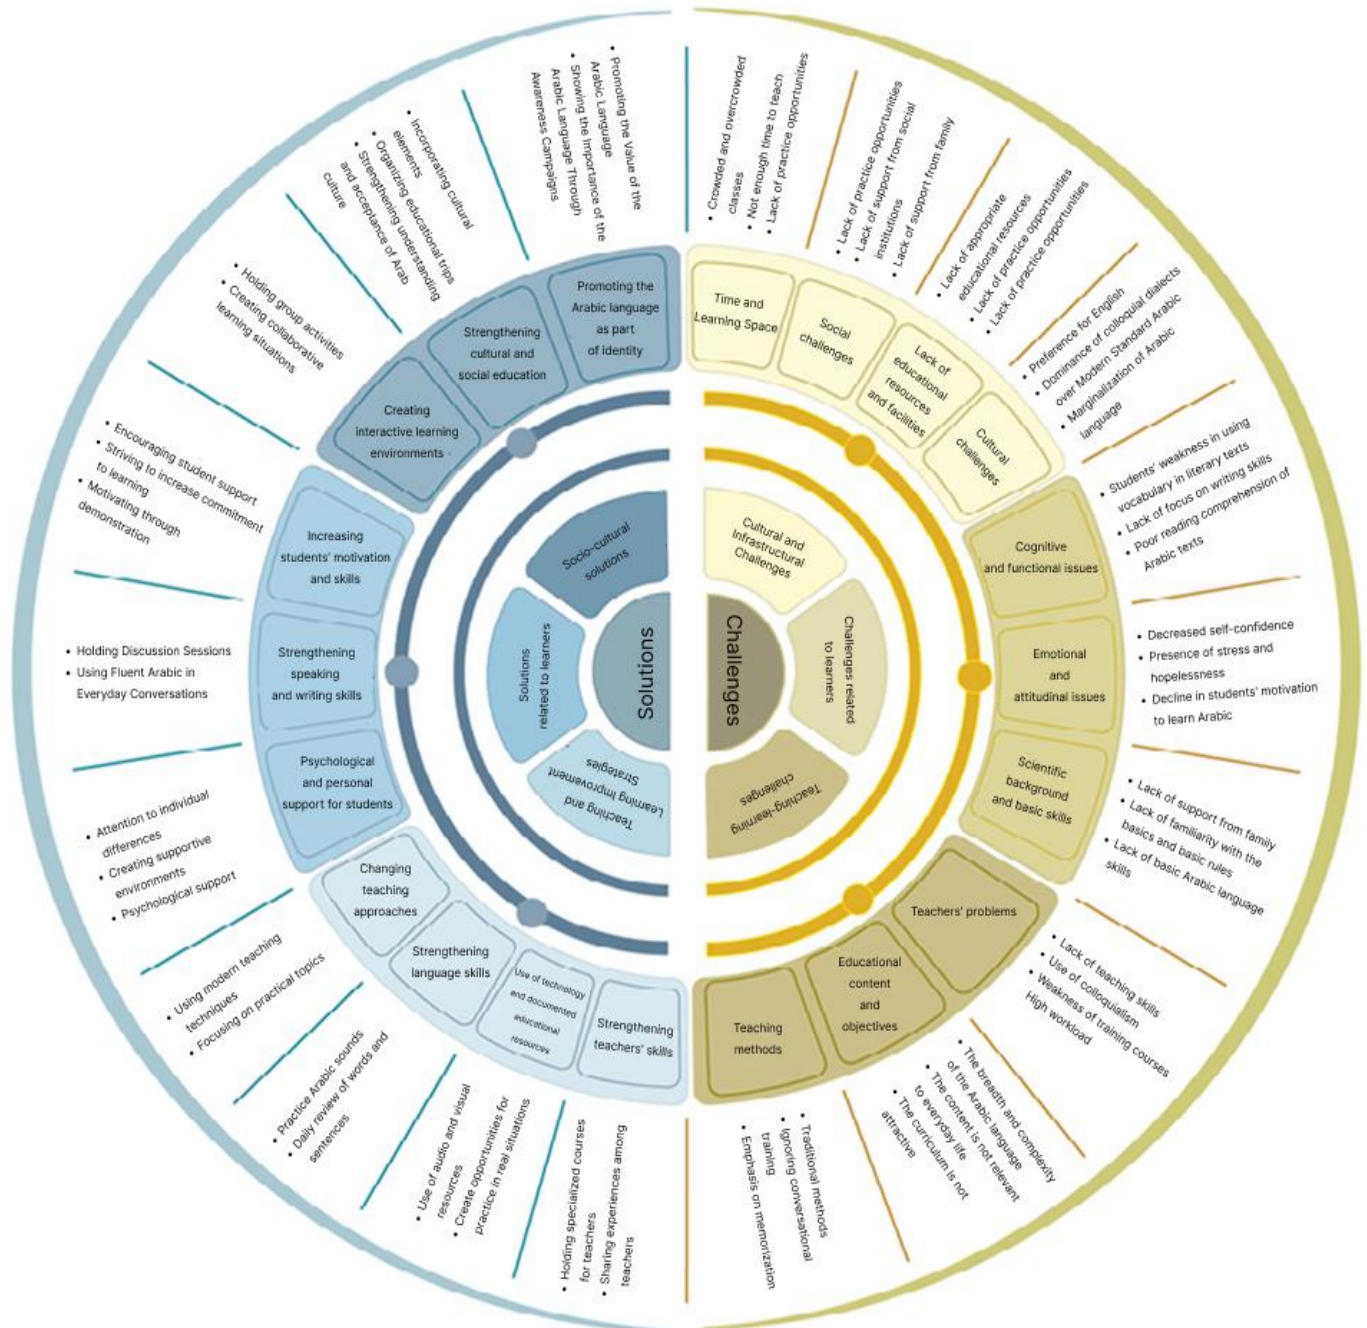 Solutions
Challenges
Socio-cultural
solutions
Solutions
related to learners
Teaching and
Learning Improvement
Strategies
Cultural and
Infrastructural
Challenges
Challenges related
to learners
Teaching-learning
challenges
Promoting the
Arabic language
as part
of identity
• Promoting the Value of the
Arabic Language
• Showing the Importance of the
Arabic Language Through
Awareness Campaigns
Strengthening
cultural and
social education
• Incorporating cultural
elements
• Organizing educational trips
• Strengthening understanding
and acceptance of Arab
culture
Creating
interactive learning
environments
• Holding group activities
• Creating collaborative
learning situations
Increasing
students' motivation
and skills
• Encouraging student support
• Striving to increase commitment
to learning
• Motivating through
demonstration
Strengthening
speaking
and writing skills
• Holding Discussion Sessions
• Using Fluent Arabic in
Everyday Conversations
Psychological
and personal
support for students
• Attention to individual
differences
• Creating supportive
environments
• Psychological support
Changing
teaching
approaches
• Using modern teaching
techniques
• Focusing on practical topics
Strengthening
language skills
• Practice Arabic sounds
• Daily review of words and
sentences
Use of technology
and documented
educational
resources
• Use of audio and visual
resources
• Create opportunities for
practice in real situations
Strengthening
teachers' skills
• Holding specialized courses
for teachers
• Sharing experiences among
teachers
Time and
Learning Space
• Crowded and overcrowded
classes
• Not enough time to teach
• Lack of practice opportunities
Social
challenges
• Lack of practice opportunities
• Lack of support from social
institutions
• Lack of support from family
Lack of
educational
resources
and facilities
• Lack of appropriate
educational resources
• Lack of practice opportunities
• Lack of practice opportunities
Cultural
challenges
• Preference for English
• Dominance of colloquial dialects
over Modern Standard Arabic
• Marginalization of Arabic
language
Cognitive
and functional issues
• Students' weakness in using
vocabulary in literary texts
• Lack of focus on writing skills
• Poor reading comprehension of
Arabic texts
Emotional
and
attitudinal issues
• Decreased self-confidence
• Presence of stress and
hopelessness
• Decline in students' motivation
to learn Arabic
Scientific
background
and basic skills
• Lack of support from family
• Lack of familiarity with the
basics and basic rules
• Lack of basic Arabic language
skills
Teachers' problems
• Lack of teaching skills
• Use of colloquialism
• Weakness of training courses
High workload
Educational
content
and
objectives
• The breadth and complexity
of the Arabic language
• The content is not relevant
to everyday life
• The curriculum is not
attractive
Teaching
methods
• Traditional methods
• Ignoring conversational
training
• Emphasis on memorization